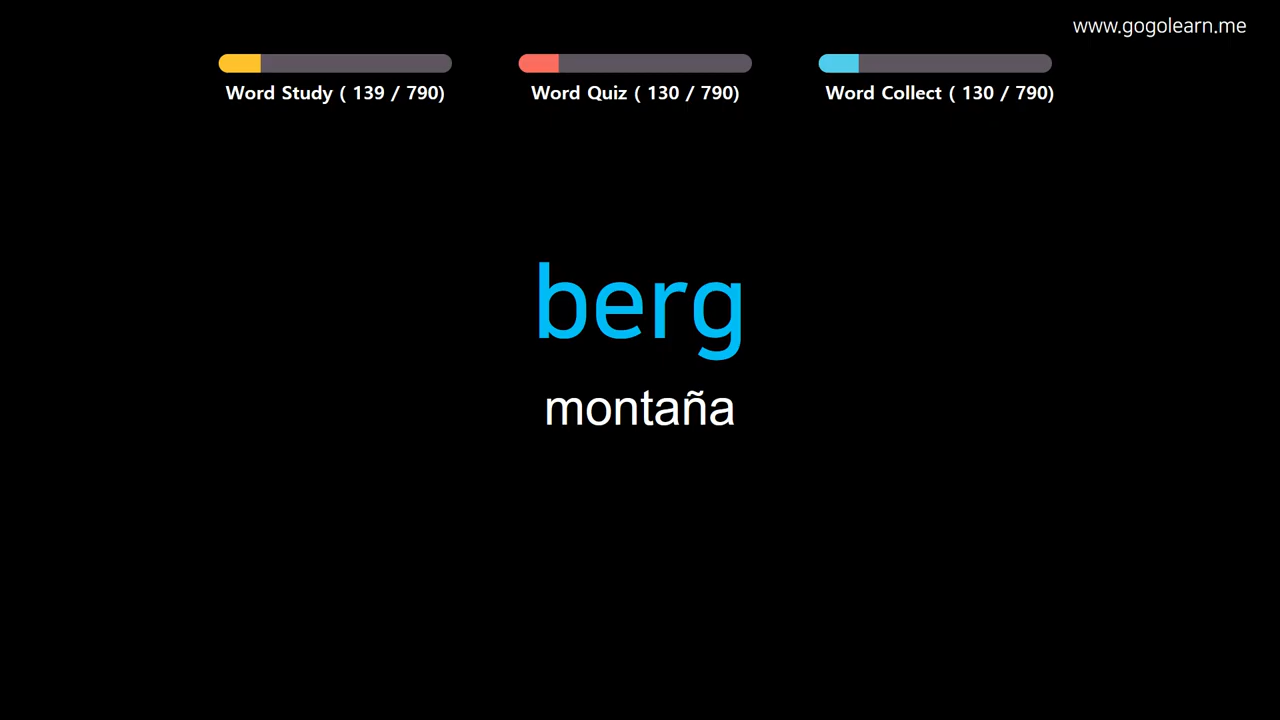 www.gogolearn.me
Word Study ( 139 / 790)
Word Quiz ( 130 / 790)
Word Collect ( 130 / 790)
berg
montaña